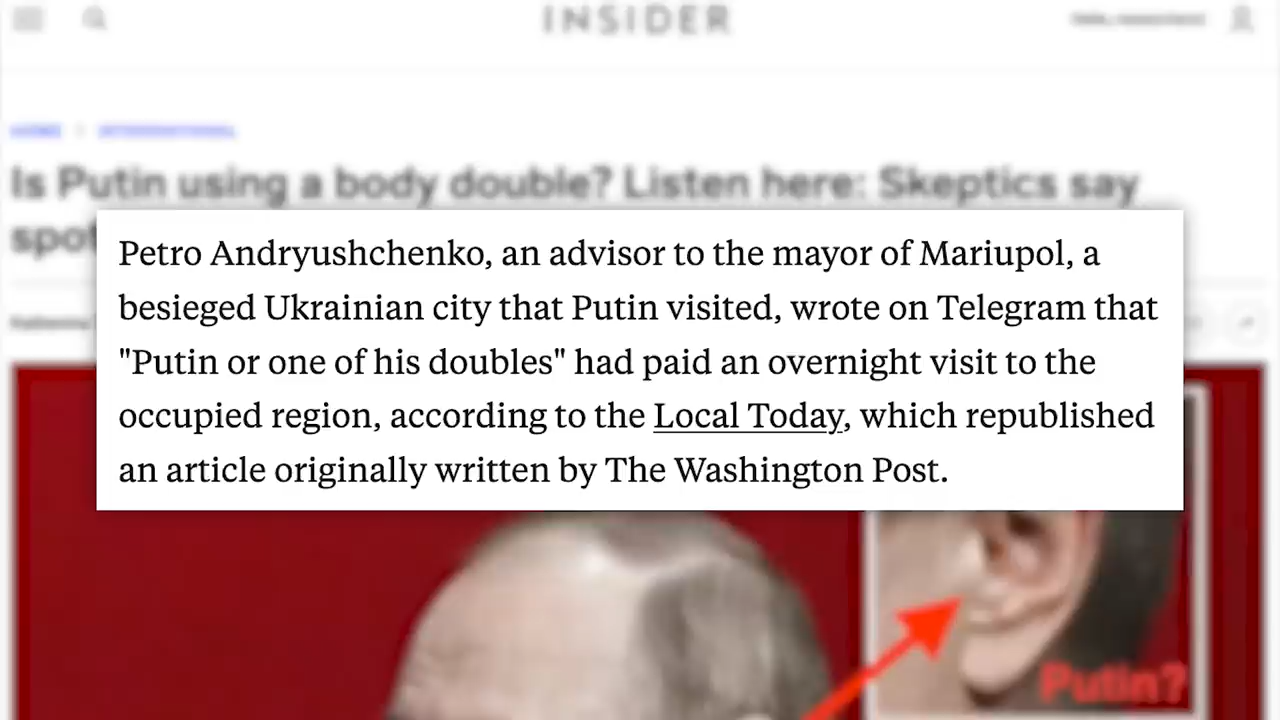 INSIDER
HOME > INTERNATIONAL
Is Putin using a body double? Listen here: Skeptics say
spot
Petro Andryushchenko, an advisor to the mayor of Mariupol, a
besieged Ukrainian city that Putin visited, wrote on Telegram that
"Putin or one of his doubles" had paid an overnight visit to the
occupied region, according to the Local Today, which republished
an article originally written by The Washington Post.
Putin?